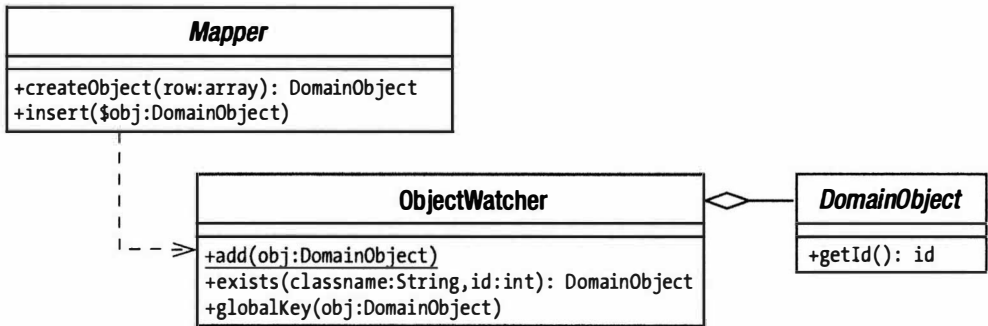 Mapper
+createObject(row:array): DomainObject
+insert($obj:DomainObject)
ObjectWatcher
+add(obj:DomainObject)
+exists(classname:String,id:int): DomainObject
+globalKey(obj:DomainObject)
DomainObject
+getId(): id